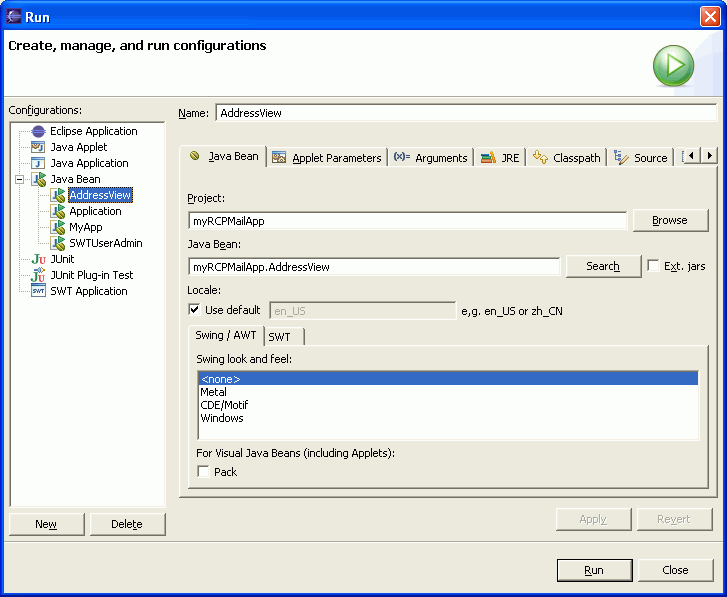 Run
Create, manage, and run configurations
Configurations:
Eclipse Application
Java Applet
Java Application
Java Bean
AddressView
Application
MyApp
SWTUserAdmin
JUnit
JUnit Plug-in Test
SWT Application
New
Delete
Name: AddressView
Java Bean Applet Parameters Arguments JRE Classpath Source
Project:
myRCPMailApp Browse
Java Bean:
myRCPMailApp.AddressView Search Ext. jars
Locale:
Use default en_US e,g. en_US or zh_CN
Swing / AWT SWT
Swing look and feel:
<none>
Metal
CDE/Motif
Windows
For Visual Java Beans (including Applets):
Pack
Apply Revert
Run Close